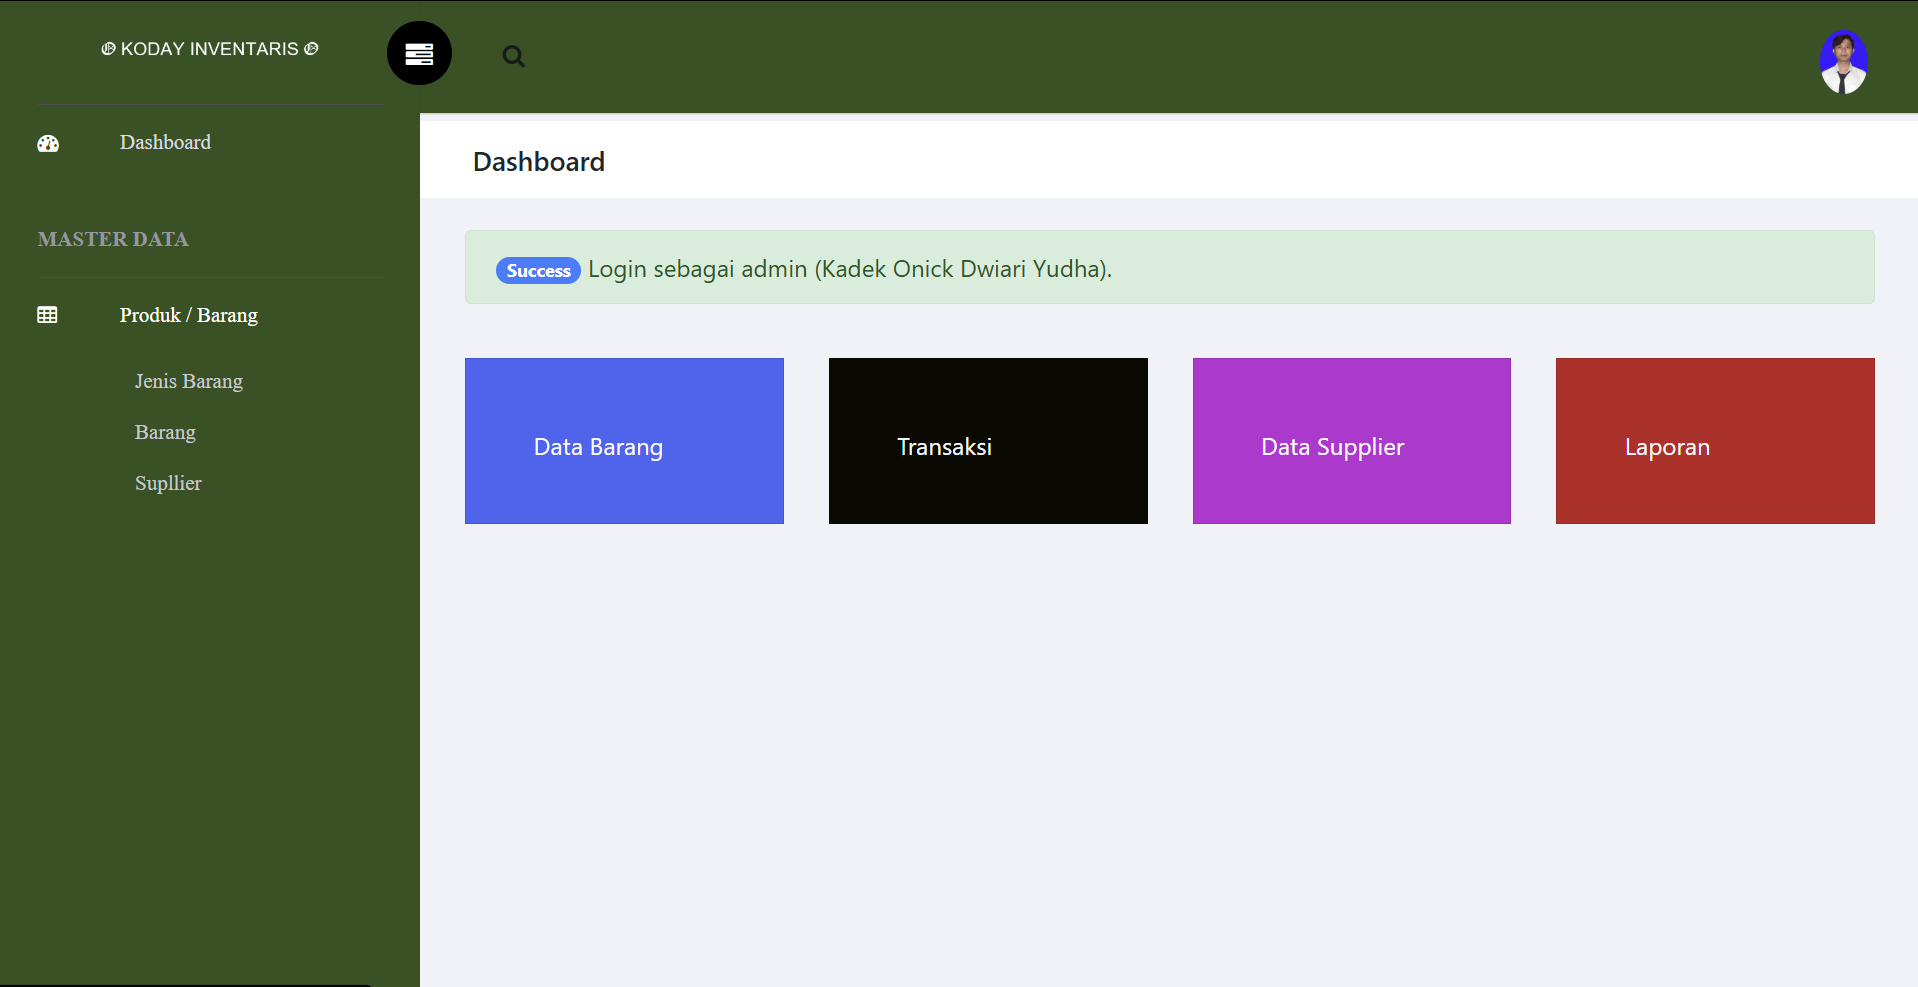 KODAY INVENTARIS
Dashboard
MASTER DATA
Produk / Barang
Jenis Barang
Barang
Supllier
Dashboard
Success Login sebagai admin (Kadek Onick Dwiari Yudha).
Data Barang
Transaksi
Data Supplier
Laporan